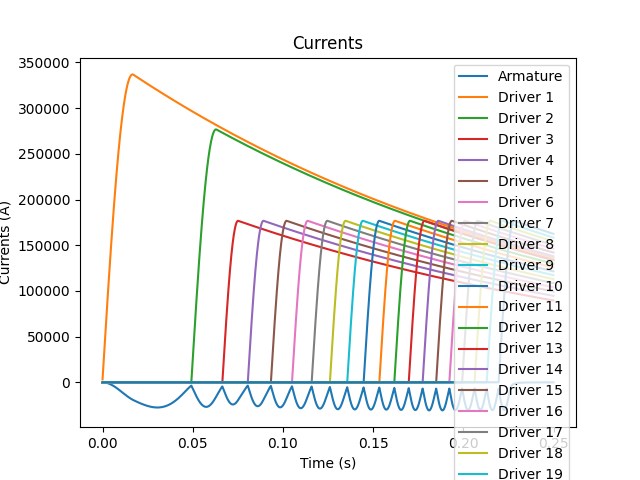 Currents
350000
300000
250000
200000
150000
100000
50000
0
Currents (A)
0.00
0.05
0.10
0.15
0.20
0.25
Time (s)
Armature
Driver 1
Driver 2
Driver 3
Driver 4
Driver 5
Driver 6
Driver 7
Driver 8
Driver 9
Driver 10
Driver 11
Driver 12
Driver 13
Driver 14
Driver 15
Driver 16
Driver 17
Driver 18
Driver 19